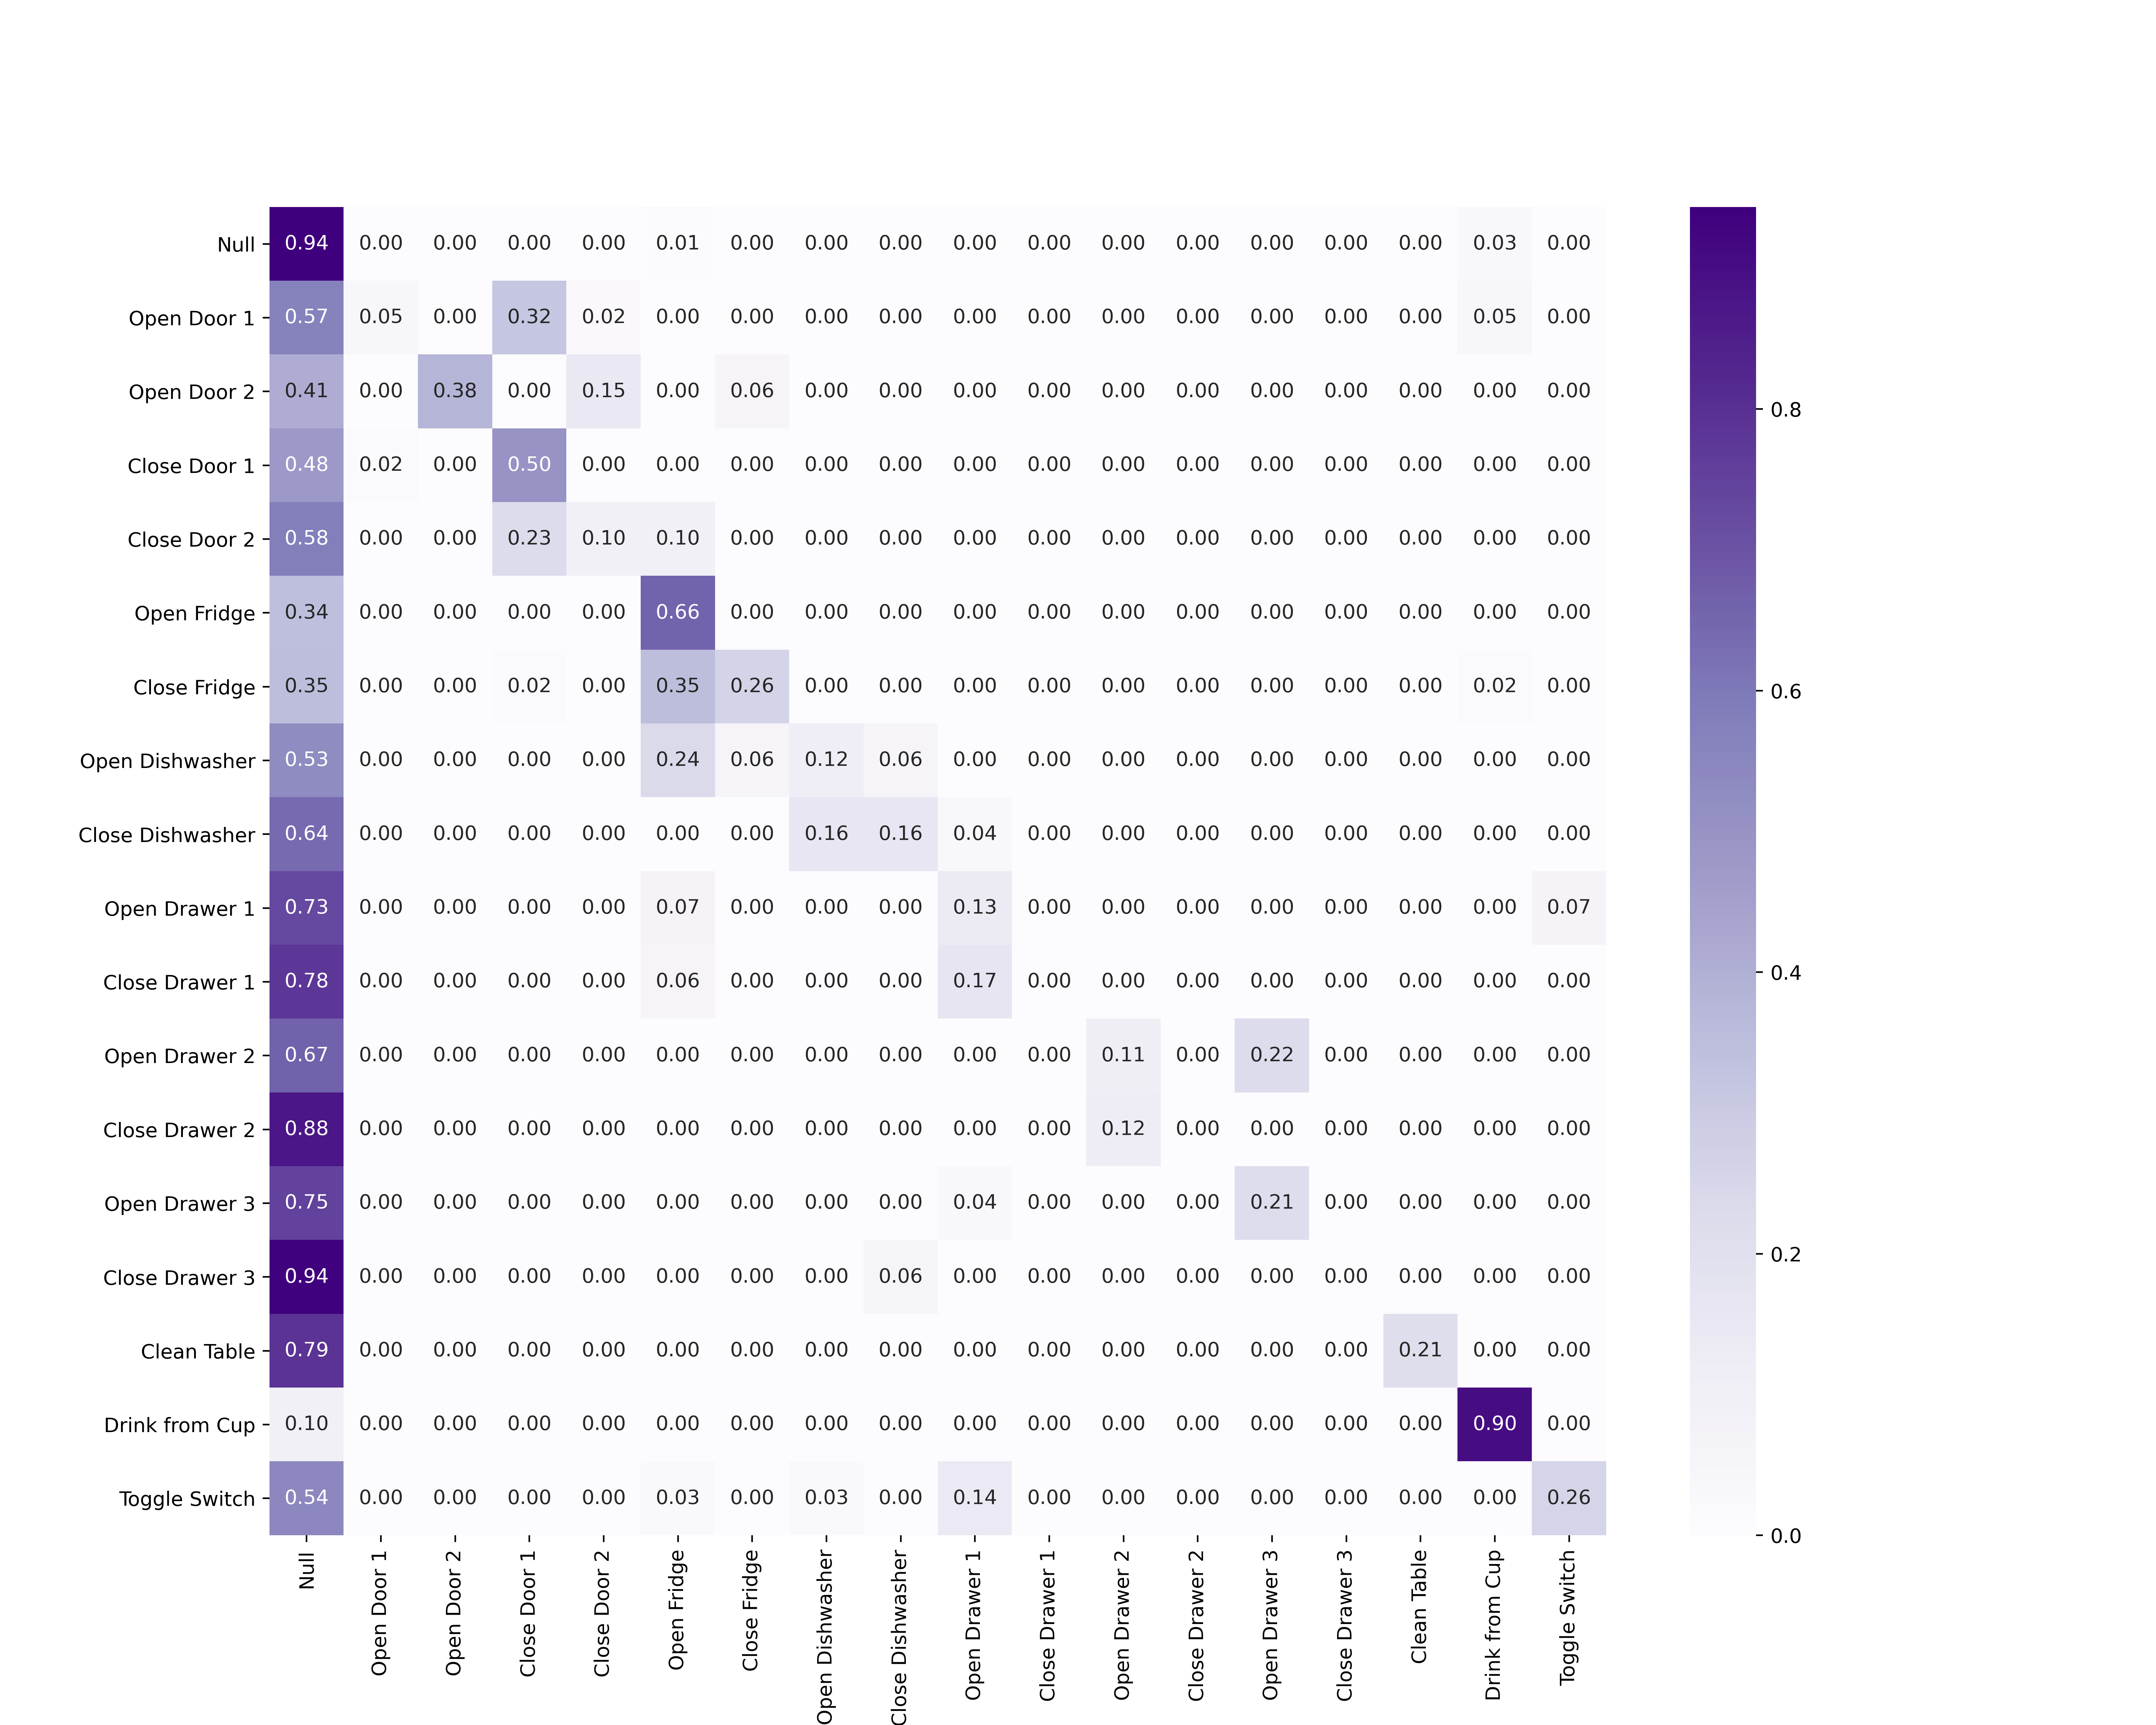 Null 0.94 0.00 0.00 0.00 0.00 0.01 0.00 0.00 0.00 0.00 0.00 0.00 0.00 0.00 0.00 0.00 0.03 0.00
Open Door 1 0.57 0.05 0.00 0.32 0.02 0.00 0.00 0.00 0.00 0.00 0.00 0.00 0.00 0.00 0.00 0.00 0.05 0.00
Open Door 2 0.41 0.00 0.38 0.00 0.15 0.00 0.06 0.00 0.00 0.00 0.00 0.00 0.00 0.00 0.00 0.00 0.00 0.00
Close Door 1 0.48 0.02 0.00 0.50 0.00 0.00 0.00 0.00 0.00 0.00 0.00 0.00 0.00 0.00 0.00 0.00 0.00 0.00
Close Door 2 0.58 0.00 0.00 0.23 0.10 0.10 0.00 0.00 0.00 0.00 0.00 0.00 0.00 0.00 0.00 0.00 0.00 0.00
Open Fridge 0.34 0.00 0.00 0.00 0.00 0.66 0.00 0.00 0.00 0.00 0.00 0.00 0.00 0.00 0.00 0.00 0.00 0.00
Close Fridge 0.35 0.00 0.00 0.02 0.00 0.35 0.26 0.00 0.00 0.00 0.00 0.00 0.00 0.00 0.00 0.00 0.02 0.00
Open Dishwasher 0.53 0.00 0.00 0.00 0.00 0.24 0.06 0.12 0.06 0.00 0.00 0.00 0.00 0.00 0.00 0.00 0.00 0.00
Close Dishwasher 0.64 0.00 0.00 0.00 0.00 0.00 0.00 0.16 0.16 0.04 0.00 0.00 0.00 0.00 0.00 0.00 0.00 0.00
Open Drawer 1 0.73 0.00 0.00 0.00 0.00 0.07 0.00 0.00 0.00 0.13 0.00 0.00 0.00 0.00 0.00 0.00 0.00 0.07
Close Drawer 1 0.78 0.00 0.00 0.00 0.00 0.06 0.00 0.00 0.00 0.17 0.00 0.00 0.00 0.00 0.00 0.00 0.00 0.00
Open Drawer 2 0.67 0.00 0.00 0.00 0.00 0.00 0.00 0.00 0.00 0.00 0.00 0.11 0.00 0.22 0.00 0.00 0.00 0.00
Close Drawer 2 0.88 0.00 0.00 0.00 0.00 0.00 0.00 0.00 0.00 0.00 0.00 0.12 0.00 0.00 0.00 0.00 0.00 0.00
Open Drawer 3 0.75 0.00 0.00 0.00 0.00 0.00 0.00 0.00 0.00 0.04 0.00 0.00 0.00 0.21 0.00 0.00 0.00 0.00
Close Drawer 3 0.94 0.00 0.00 0.00 0.00 0.00 0.00 0.00 0.06 0.00 0.00 0.00 0.00 0.00 0.00 0.00 0.00 0.00
Clean Table 0.79 0.00 0.00 0.00 0.00 0.00 0.00 0.00 0.00 0.00 0.00 0.00 0.00 0.00 0.00 0.21 0.00 0.00
Drink from Cup 0.10 0.00 0.00 0.00 0.00 0.00 0.00 0.00 0.00 0.00 0.00 0.00 0.00 0.00 0.00 0.00 0.90 0.00
Toggle Switch 0.54 0.00 0.00 0.00 0.00 0.03 0.00 0.03 0.00 0.14 0.00 0.00 0.00 0.00 0.00 0.00 0.00 0.26
Null
Open Door 1
Open Door 2
Close Door 1
Close Door 2
Open Fridge
Close Fridge
Open Dishwasher
Close Dishwasher
Open Drawer 1
Close Drawer 1
Open Drawer 2
Close Drawer 2
Open Drawer 3
Close Drawer 3
Clean Table
Drink from Cup
Toggle Switch
0.8
0.6
0.4
0.2
0.0